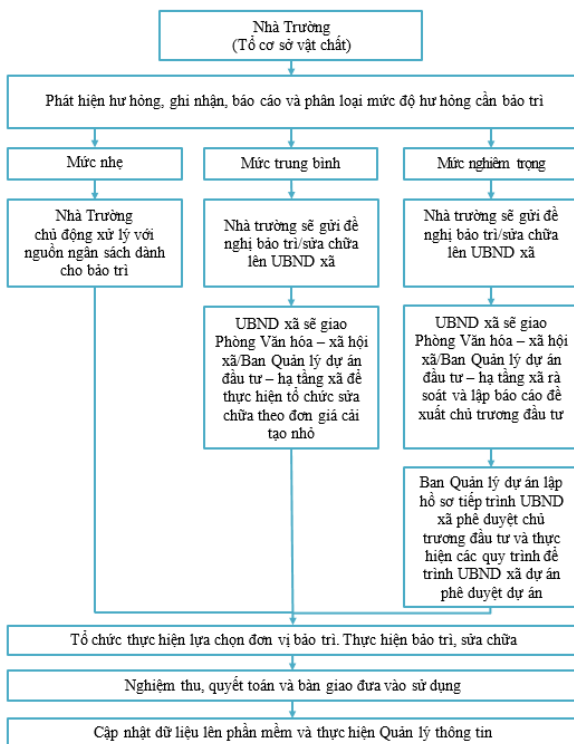 Nhà Trường
(Tổ cơ sở vật chất)
Phát hiện hư hỏng, ghi nhận, báo cáo và phân loại mức độ hư hỏng cần bảo trì
Mức nhẹ
Mức trung bình
Mức nghiêm trọng
Nhà Trường
chủ động xử lý với
nguồn ngân sách dành
cho bảo trì
Nhà trường sẽ gửi đề
nghị bảo trì/sửa chữa
lên UBND xã
Nhà trường sẽ gửi đề
nghị bảo trì/sửa chữa
lên UBND xã
UBND xã sẽ giao
Phòng Văn hóa – xã hội
xã/Ban Quản lý dự án
đầu tư – hạ tầng xã để
thực hiện tổ chức sửa
chữa theo đơn giá cải
tạo nhỏ
UBND xã sẽ giao
Phòng Văn hóa – xã hội
xã/Ban Quản lý dự án
đầu tư – hạ tầng xã rà
soát và lập báo cáo đề
xuất chủ trương đầu tư
Ban Quản lý dự án lập
hồ sơ tiếp trình UBND
xã phê duyệt chủ
trương đầu tư và thực
hiện các quy trình để
trình UBND xã dự án
phê duyệt dự án
Tổ chức thực hiện lựa chọn đơn vị bảo trì. Thực hiện bảo trì, sửa chữa
Nghiệm thu, quyết toán và bàn giao đưa vào sử dụng
Cập nhật dữ liệu lên phần mềm và thực hiện Quản lý thông tin